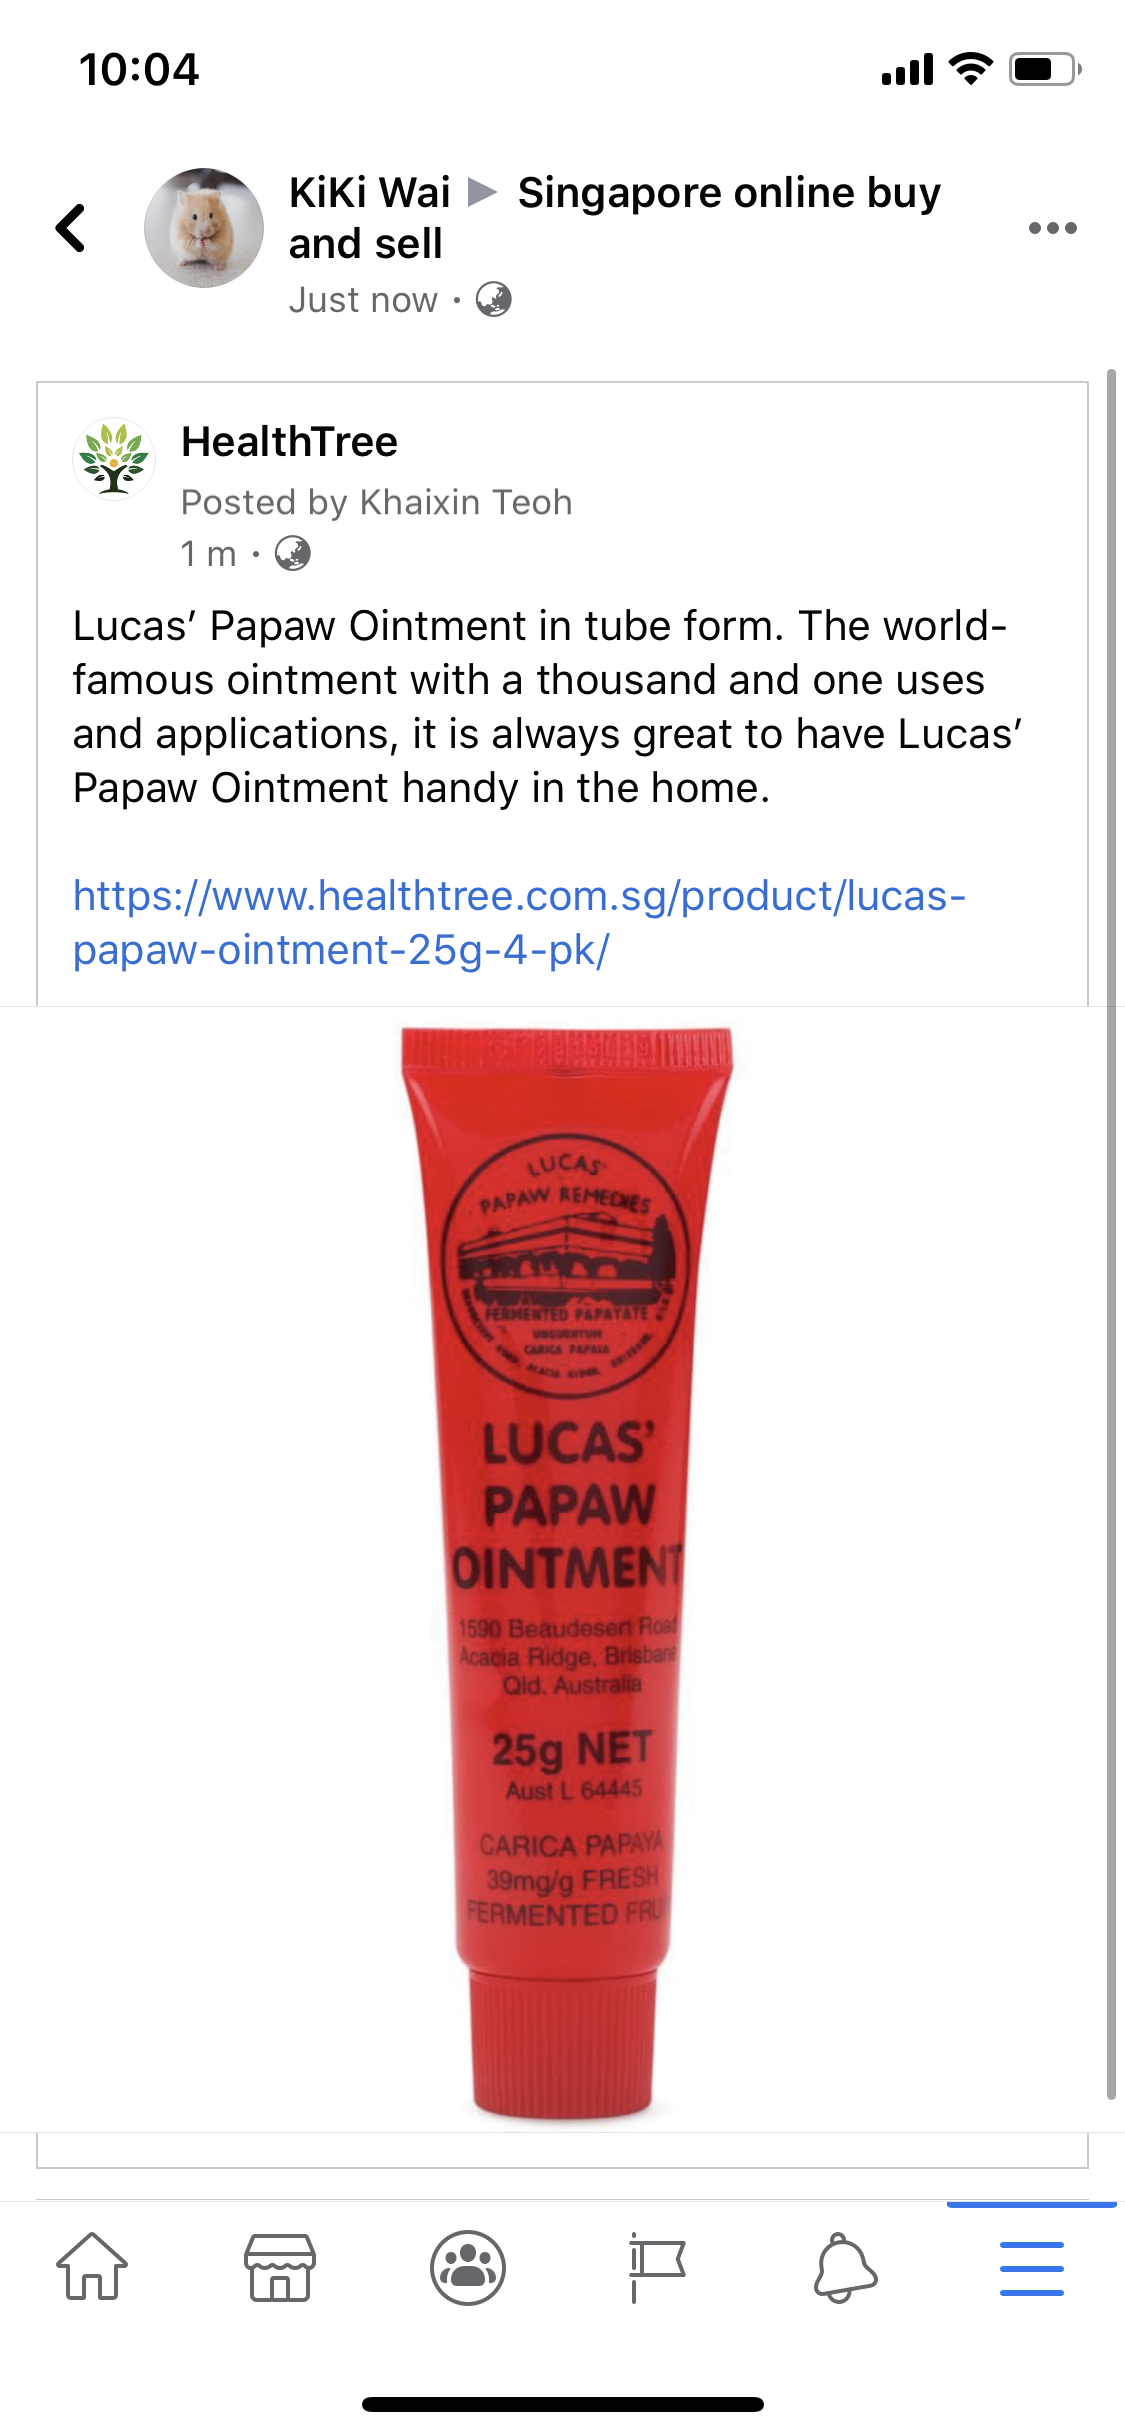 10:04
KiKi Wai ▶ Singapore online buy
and sell
Just now ·
HealthTree
Posted by Khaixin Teoh
1 m ·
Lucas’ Papaw Ointment in tube form. The world-
famous ointment with a thousand and one uses
and applications, it is always great to have Lucas’
Papaw Ointment handy in the home.
https://www.healthtree.com.sg/product/lucas-
papaw-ointment-25g-4-pk/
LUCAS'
PAPAW REMEDIES
FERMENTED PAPAYATE
UNGUENTUM
CARICA PAPAIA
LUCAS'
PAPAW
OINTMENT
1590 Beaudesert Road
Acacia Ridge, Brisbane
Qld. Australia
25g NET
Aust L 64445
CARICA PAPAYA
39mg/g FRESH
FERMENTED FRU